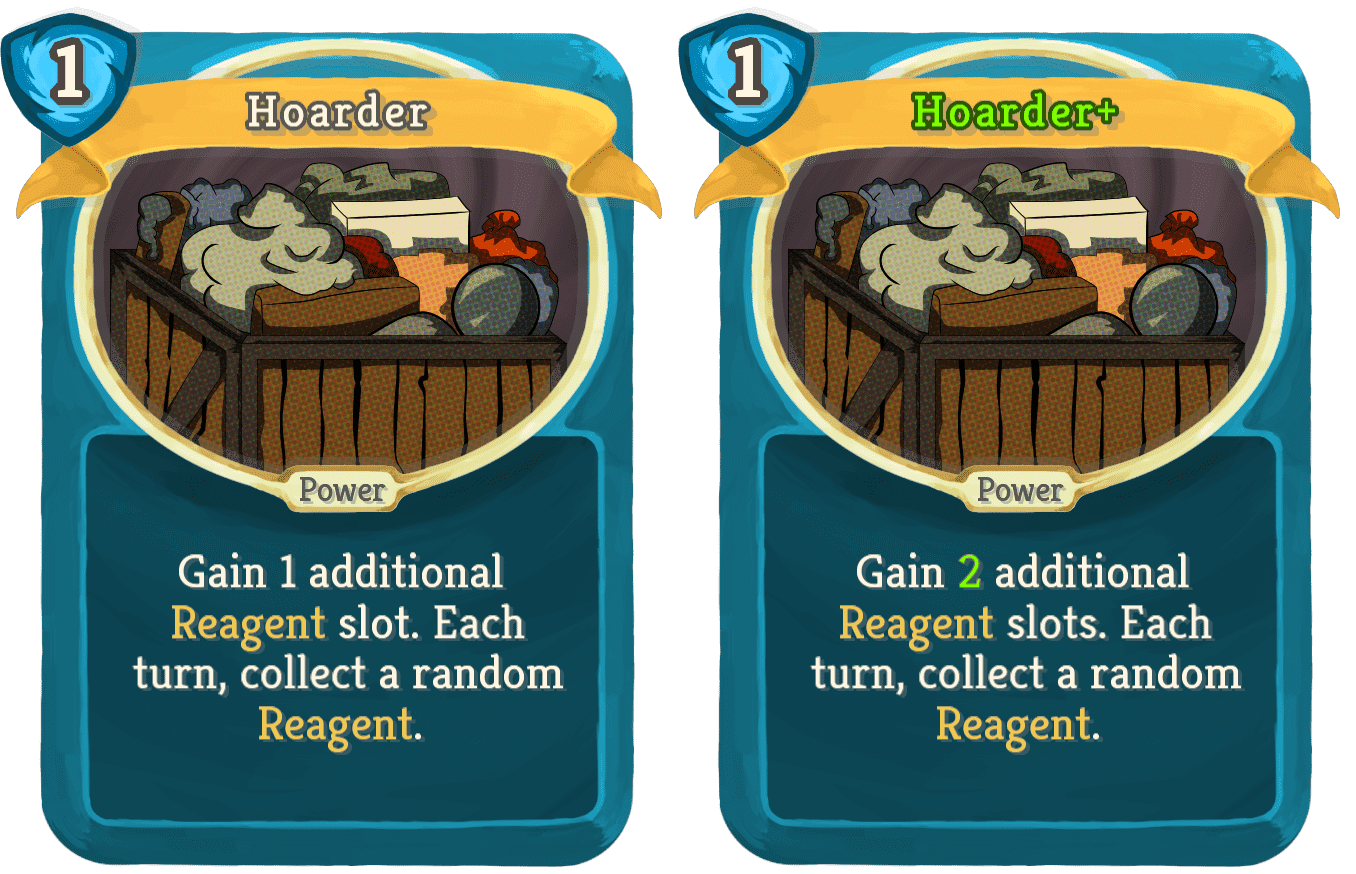 1
Hoarder
Power
Gain 1 additional
Reagent slot. Each
turn, collect a random
Reagent.
1
Hoarder+
Power
Gain 2 additional
Reagent slots. Each
turn, collect a random
Reagent.